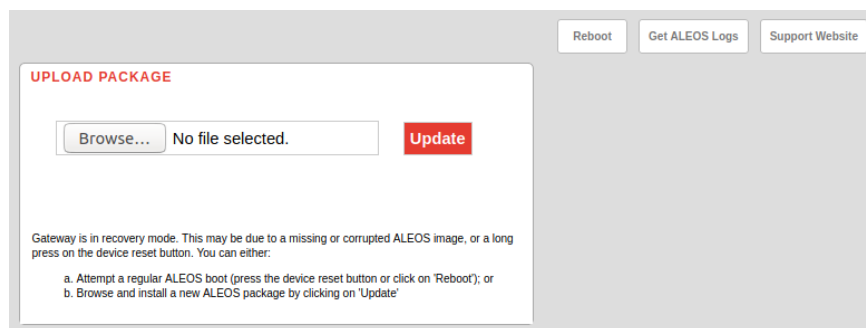 Reboot
Get ALEOS Logs
Support Website
UPLOAD PACKAGE
Browse...
No file selected.
Update
Gateway is in recovery mode. This may be due to a missing or corrupted ALEOS image, or a long
press on the device reset button. You can either:
a. Attempt a regular ALEOS boot (press the device reset button or click on 'Reboot'); or
b. Browse and install a new ALEOS package by clicking on 'Update'